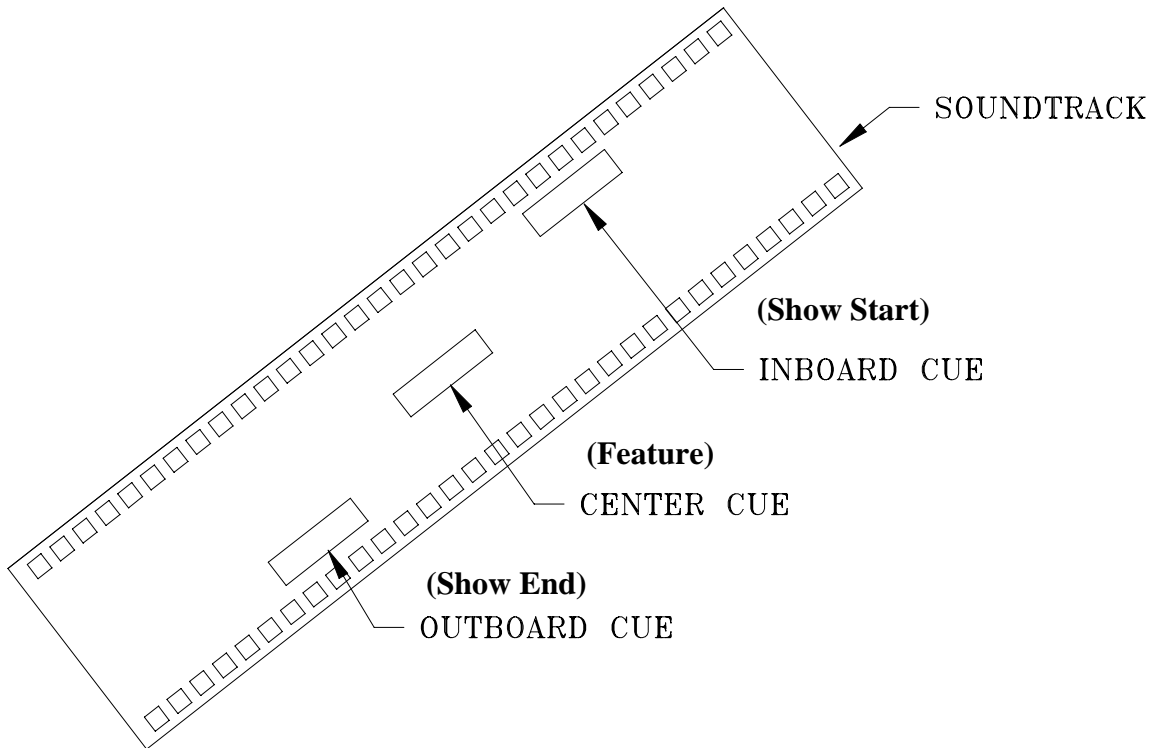 SOUNDTRACK
(Show Start)
INBOARD CUE
(Feature)
CENTER CUE
(Show End)
OUTBOARD CUE